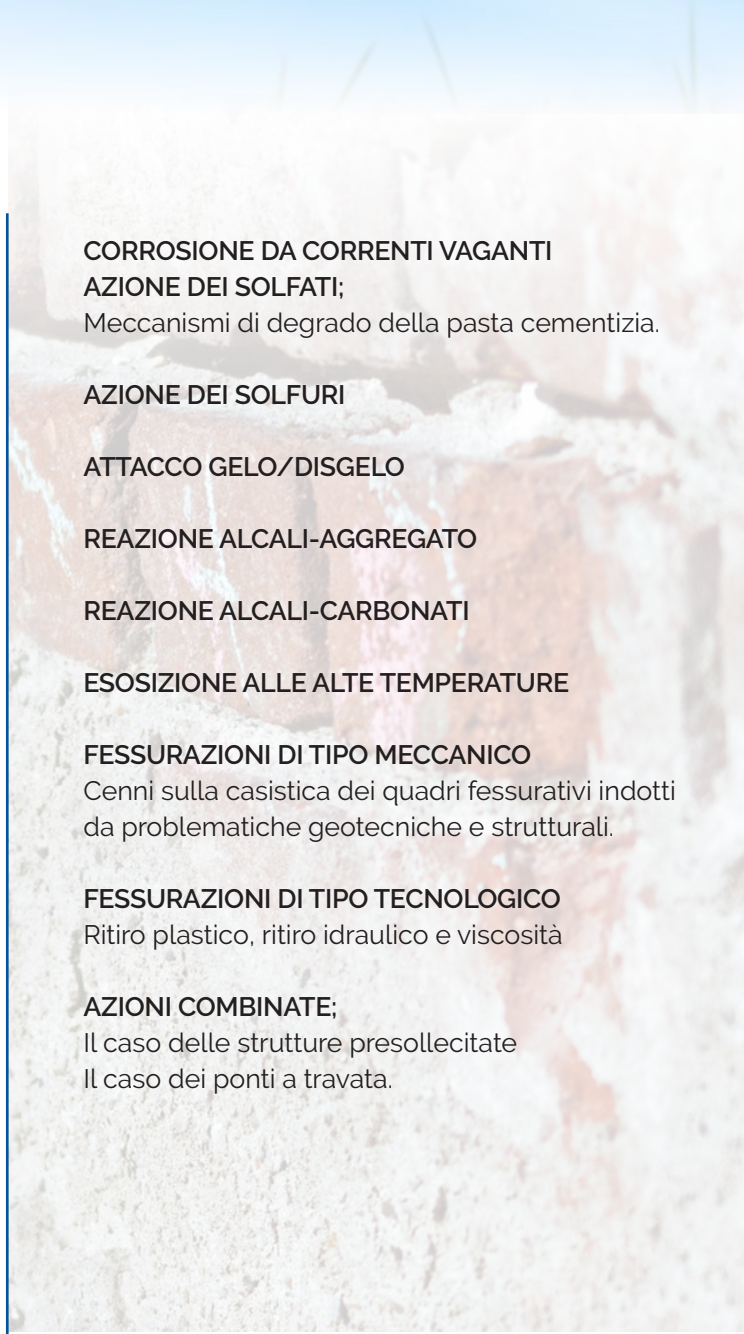 CORROSIONE DA CORRENTI VAGANTI
AZIONE DEI SOLFATI;
Meccanismi di degrado della pasta cementizia.
AZIONE DEI SOLFURI
ATTACCO GELO/DISGELO
REAZIONE ALCALI-AGGREGATO
REAZIONE ALCALI-CARBONATI
ESOSIZIONE ALLE ALTE TEMPERATURE
FESSURAZIONI DI TIPO MECCANICO
Cenni sulla casistica dei quadri fessurativi indotti
da problematiche geotecniche e strutturali.
FESSURAZIONI DI TIPO TECNOLOGICO
Ritiro plastico, ritiro idraulico e viscosità
AZIONI COMBINATE;
Il caso delle strutture presollecitate
Il caso dei ponti a travata.